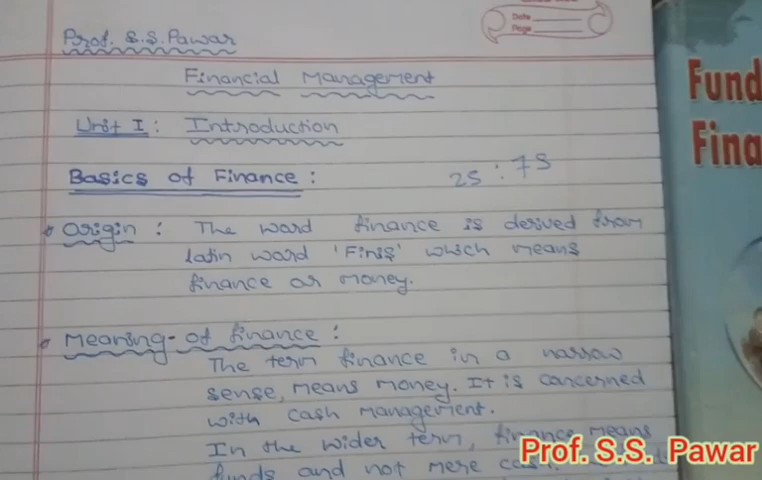 Date
Page
Prof. S.S. Pawar
Financial Management
Unit I : Introduction
Basics of Finance :
25 : 75
Origin : The word finance is derived from
latin word 'Finis' which means
finance or money.
Meaning- of finance :
The term finance in a narrow
sense, means money. It is concerned
with cash management.
In the wider term, finance means
funds and not mere cash.
Fund
Fina
Prof. S.S. Pawar